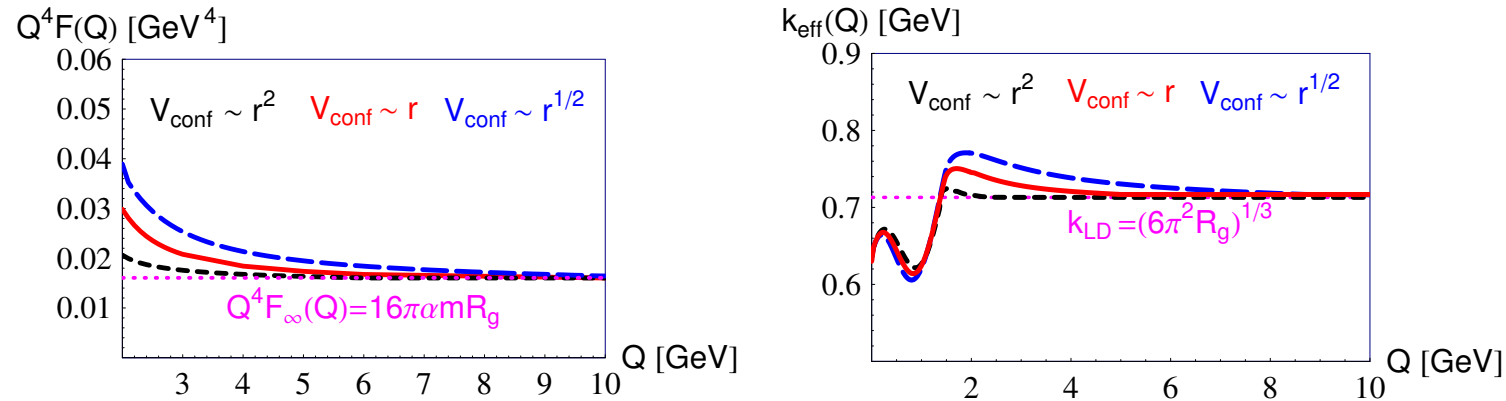 Q⁴F(Q) [GeV⁴]
0.06
0.05
0.04
0.03
0.02
0.01
V_conf ~ r² V_conf ~ r V_conf ~ r^1/2
Q⁴F_∞(Q)=16παmR_g
Q [GeV]
3 4 5 6 7 8 9 10
k_eff(Q) [GeV]
0.9
0.8
0.7
0.6
V_conf ~ r² V_conf ~ r V_conf ~ r^1/2
k_LD=(6π²R_g)^1/3
Q [GeV]
2 4 6 8 10